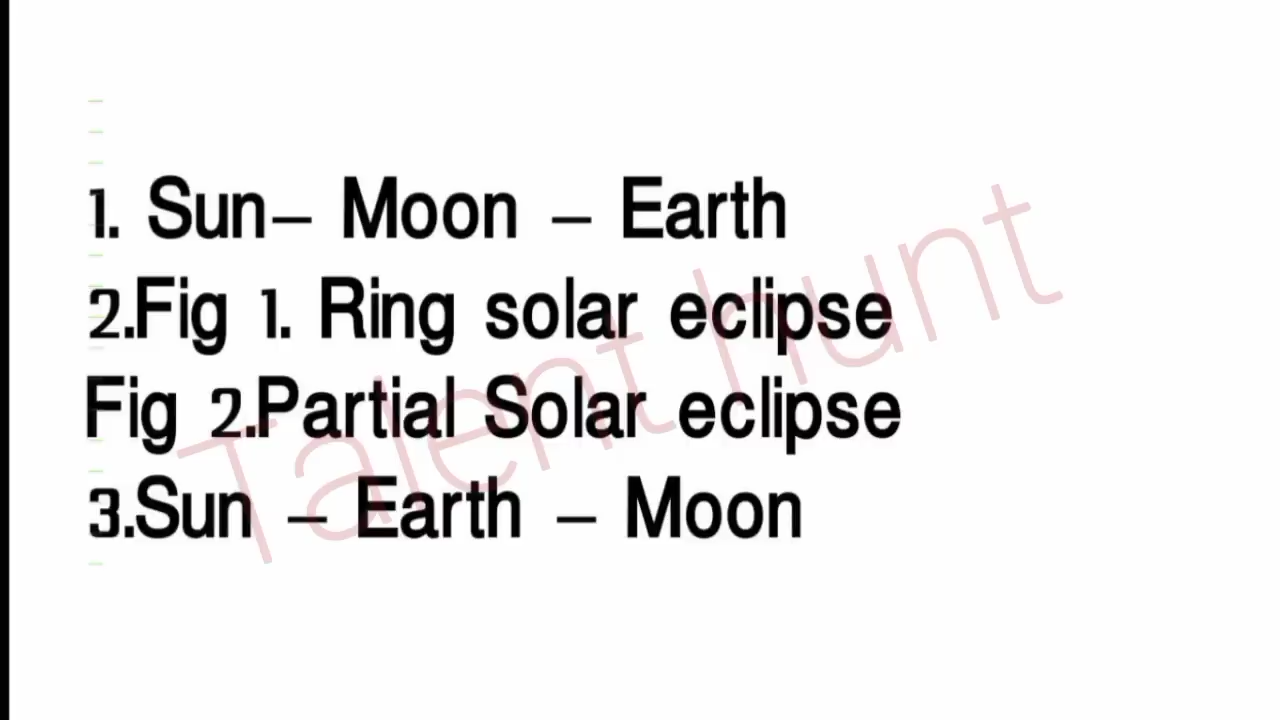 1. Sun– Moon – Earth
2.Fig 1. Ring solar eclipse
Fig 2.Partial Solar eclipse
3.Sun – Earth – Moon
Talent hunt